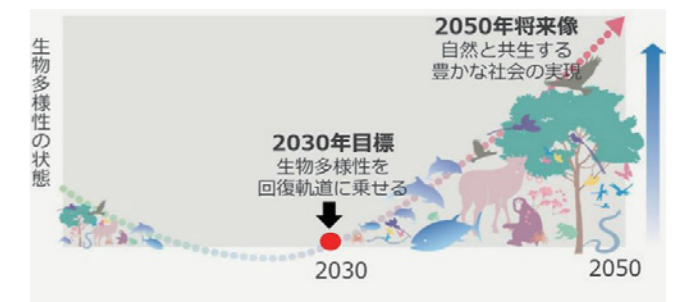 生物多様性の状態
2050年将来像
自然と共生する
豊かな社会の実現
2030年目標
生物多様性を
回復軌道に乗せる
2030
2050